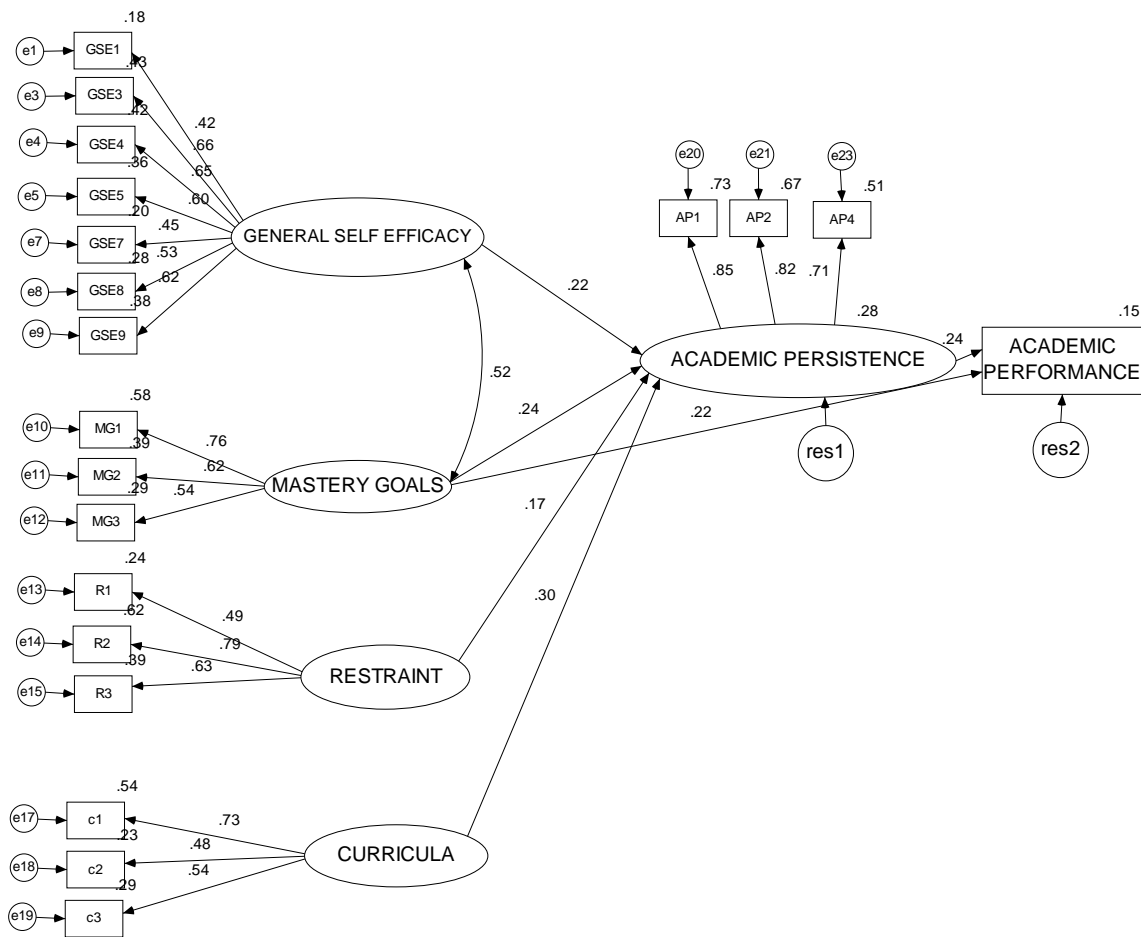 .18
e1
GSE1
.43
e3
GSE3
.42
e4
GSE4
.36
e5
GSE5
.20
e7
GSE7
.28
e8
GSE8
.38
e9
GSE9
.42
.66
.65
.60
.45
.53
.62
GENERAL SELF EFFICACY
.58
e10
MG1
.39
e11
MG2
.29
e12
MG3
.76
.62
.54
MASTERY GOALS
.52
.24
e13
R1
.62
e14
R2
.39
e15
R3
.49
.79
.63
RESTRAINT
.54
e17
c1
.23
e18
c2
.29
e19
c3
.73
.48
.54
CURRICULA
.22
.24
.17
.30
e20
e21
e23
.73
.67
.51
AP1
AP2
AP4
.85
.82
.71
.28
ACADEMIC PERSISTENCE
res1
.24
.22
.15
ACADEMIC
PERFORMANCE
res2